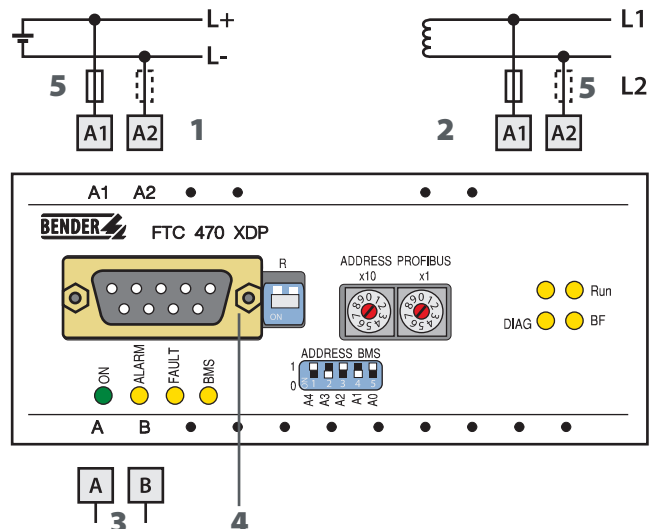 L+
L-
5
A1 A2 1
L1
L2
5
2 A1 A2
A1 A2
BENDER FTC 470 XDP
R
ON
ADDRESS PROFIBUS
x10 x1
Run
DIAG BF
ADDRESS BMS
1
0
1 2 3 4 5
A4 A3 A2 A1 A0
ON ALARM FAULT BMS
A B
A B
3 4